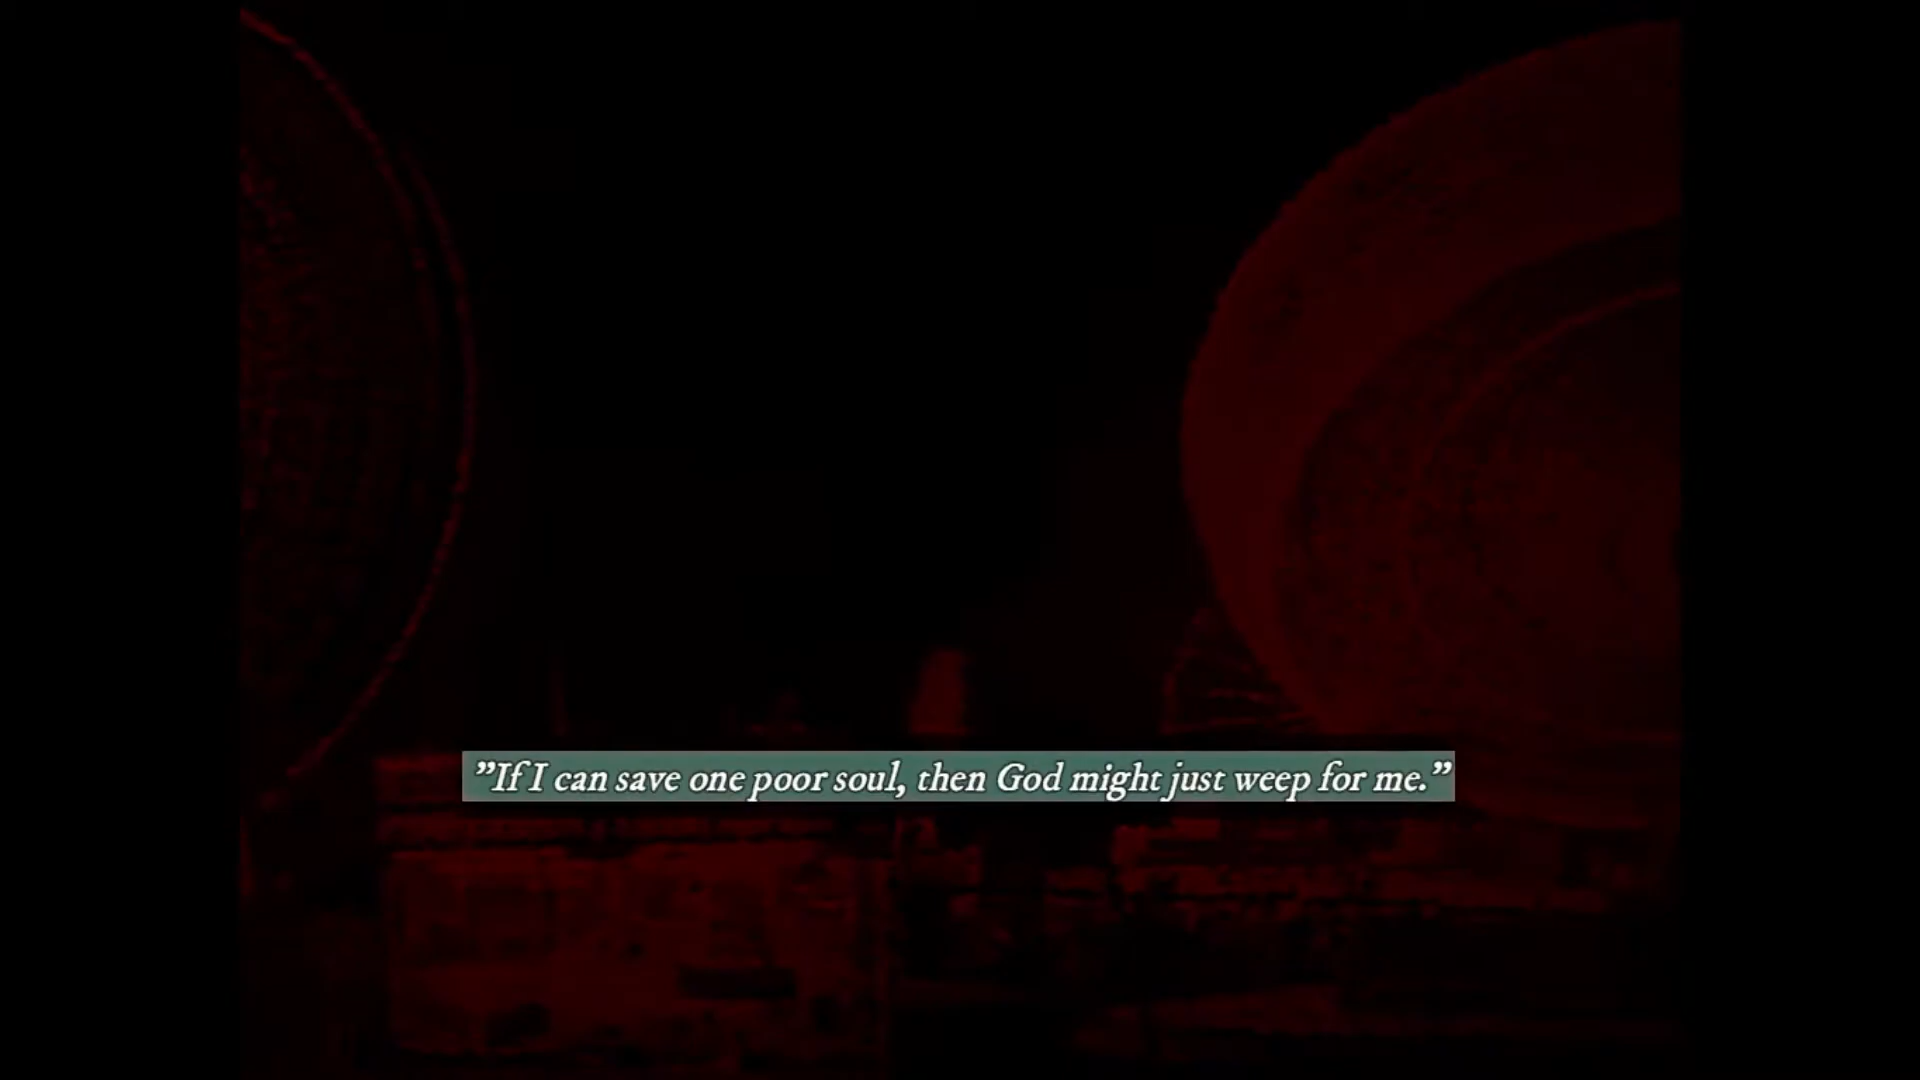 ”If I can save one poor soul, then God might just weep for me.”